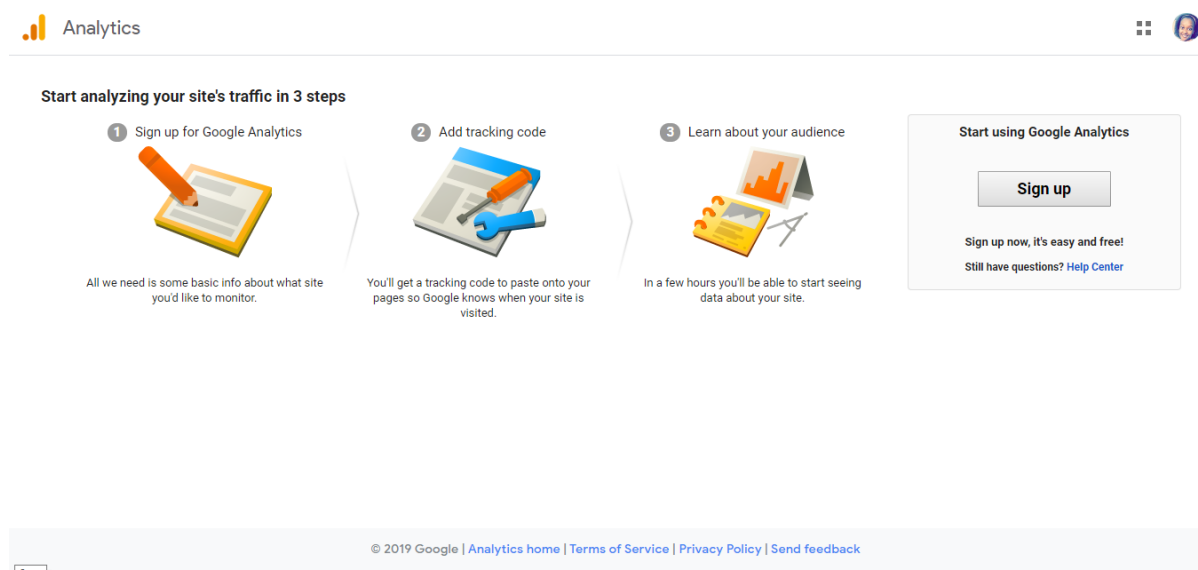 Analytics
Start analyzing your site's traffic in 3 steps
1 Sign up for Google Analytics
All we need is some basic info about what site
you'd like to monitor.
2 Add tracking code
You'll get a tracking code to paste onto your
pages so Google knows when your site is
visited.
3 Learn about your audience
In a few hours you'll be able to start seeing
data about your site.
Start using Google Analytics
Sign up
Sign up now, it's easy and free!
Still have questions? Help Center
© 2019 Google | Analytics home | Terms of Service | Privacy Policy | Send feedback